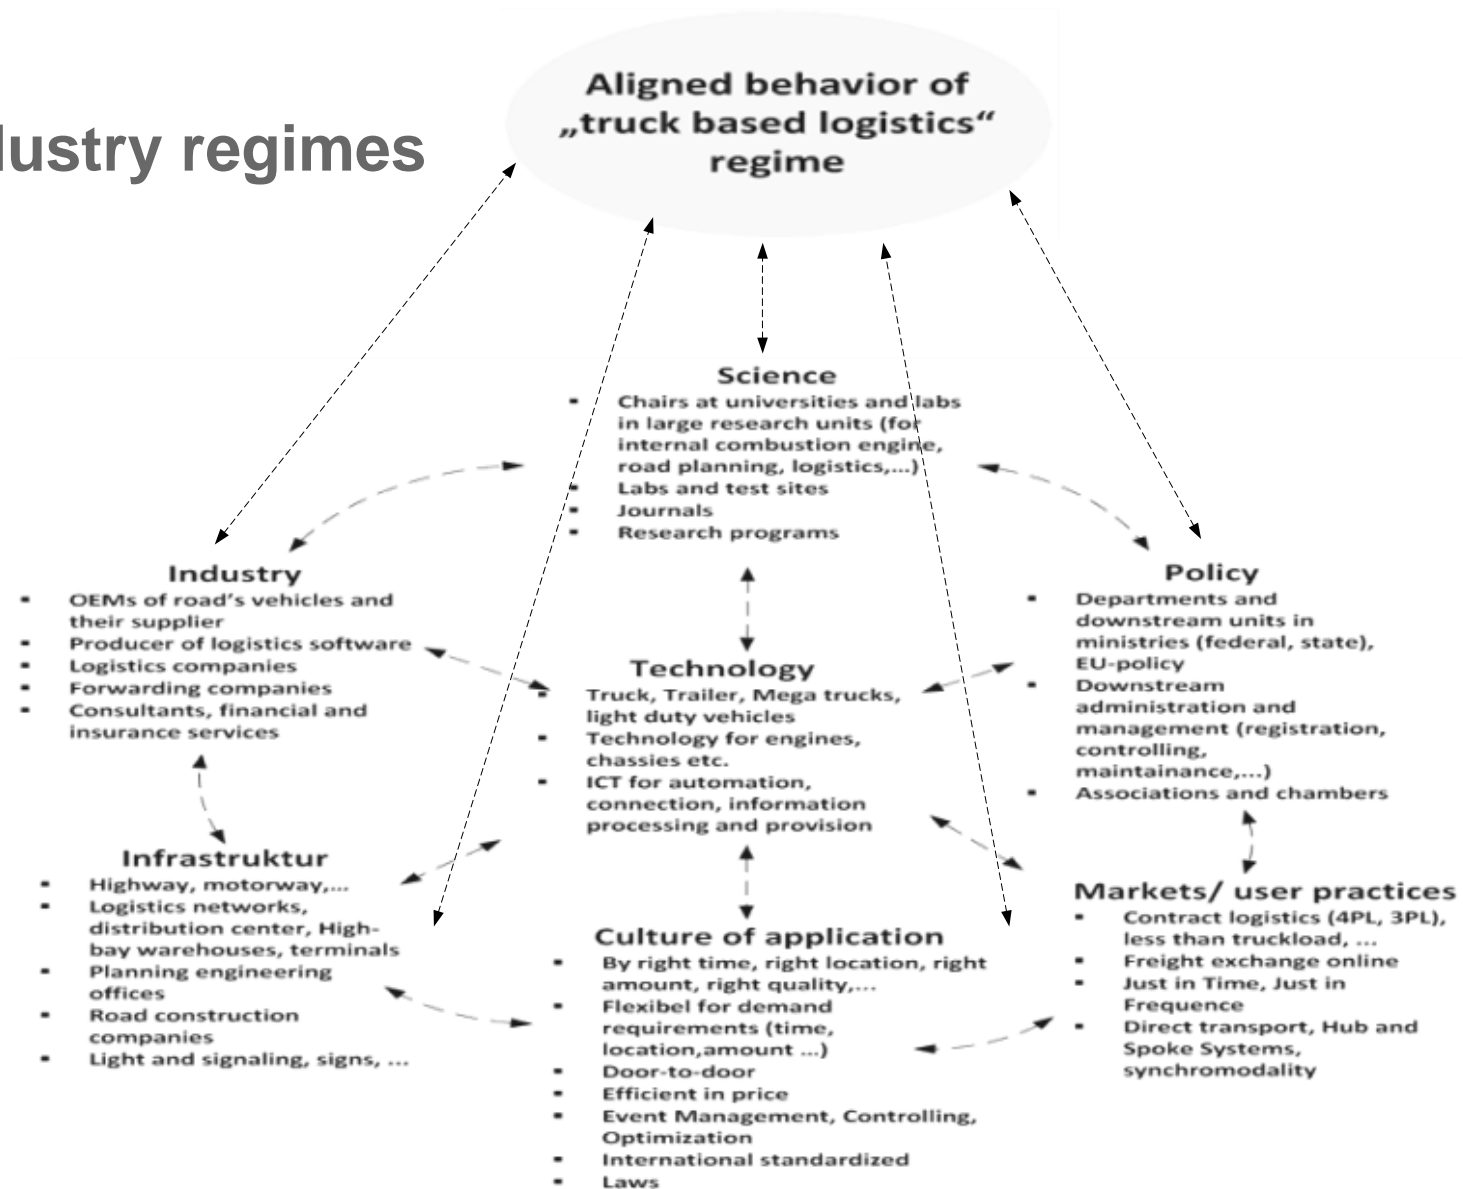 Aligned behavior of
„truck based logistics“
regime
lustry regimes
Science
▪ Chairs at universities and labs
in large research units (for
internal combustion engine,
road planning, logistics,...)
▪ Labs and test sites
▪ Journals
▪ Research programs
Industry
▪ OEMs of road's vehicles and
their supplier
▪ Producer of logistics software
▪ Logistics companies
▪ Forwarding companies
▪ Consultants, financial and
insurance services
Policy
▪ Departments and
downstream units in
ministries (federal, state),
EU-policy
▪ Downstream
administration and
management (registration,
controlling,
maintainance,...)
▪ Associations and chambers
Technology
▪ Truck, Trailer, Mega trucks,
light duty vehicles
▪ Technology for engines,
chassies etc.
▪ ICT for automation,
connection, information
processing and provision
Infrastruktur
▪ Highway, motorway,...
▪ Logistics networks,
distribution center, High-
bay warehouses, terminals
▪ Planning engineering
offices
▪ Road construction
companies
▪ Light and signaling, signs, ...
Culture of application
▪ By right time, right location, right
amount, right quality,...
▪ Flexibel for demand
requirements (time,
location,amount ...)
▪ Door-to-door
▪ Efficient in price
▪ Event Management, Controlling,
Optimization
▪ International standardized
▪ Laws
Markets/ user practices
▪ Contract logistics (4PL, 3PL),
less than truckload, ...
▪ Freight exchange online
▪ Just in Time, Just in
Frequence
▪ Direct transport, Hub and
Spoke Systems,
synchromodality